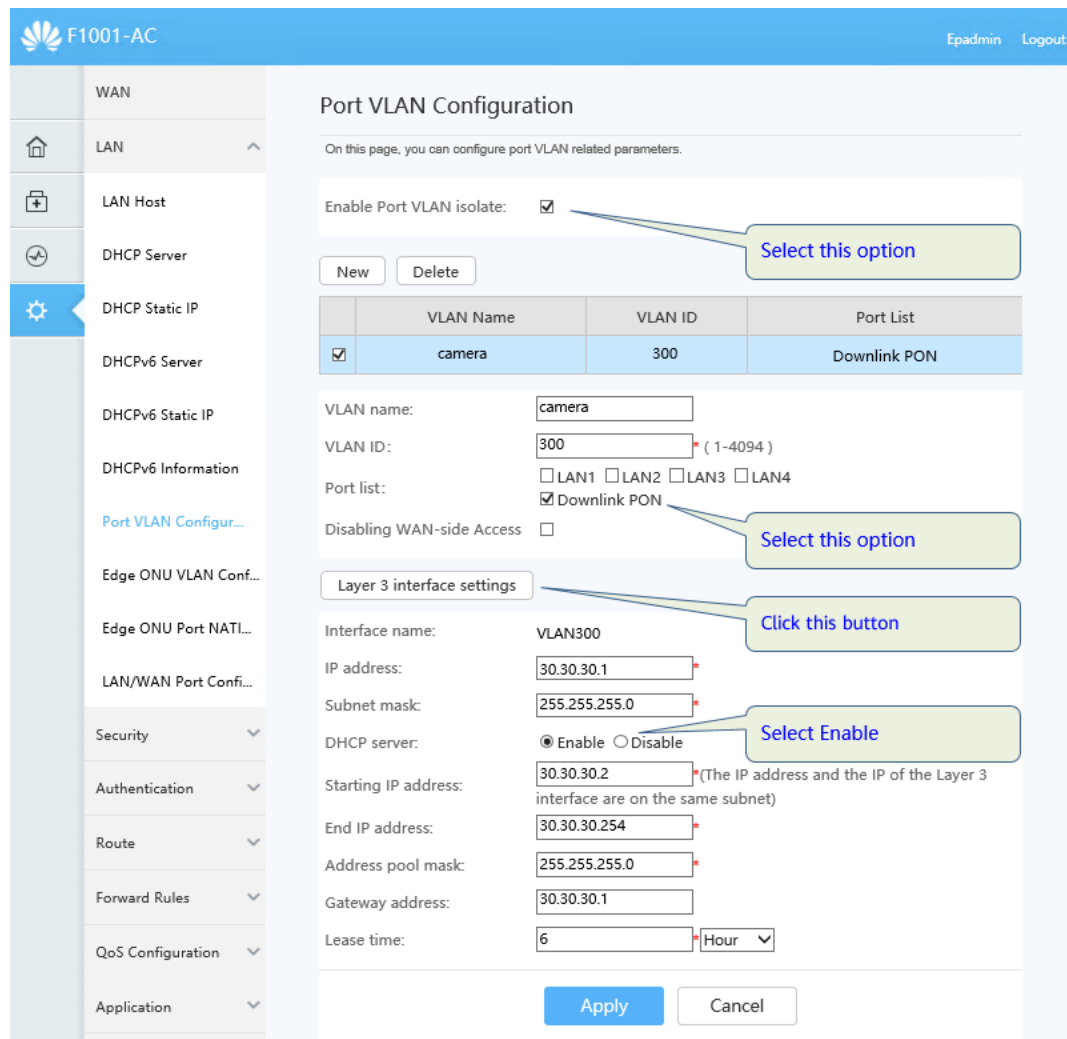 F1001-AC
Epadmin Logout
WAN
LAN
LAN Host
DHCP Server
DHCP Static IP
DHCPv6 Server
DHCPv6 Static IP
DHCPv6 Information
Port VLAN Configur...
Edge ONU VLAN Conf...
Edge ONU Port NATI...
LAN/WAN Port Confi...
Security
Authentication
Route
Forward Rules
QoS Configuration
Application
Port VLAN Configuration
On this page, you can configure port VLAN related parameters.
Enable Port VLAN isolate:
Select this option
New Delete
VLAN Name VLAN ID Port List
camera 300 Downlink PON
VLAN name: camera
VLAN ID: 300 * ( 1-4094 )
Port list: LAN1 LAN2 LAN3 LAN4
Downlink PON
Select this option
Disabling WAN-side Access
Layer 3 interface settings
Click this button
Interface name: VLAN300
IP address: 30.30.30.1 *
Subnet mask: 255.255.255.0 *
DHCP server: Enable Disable
Select Enable
Starting IP address: 30.30.30.2 *(The IP address and the IP of the Layer 3
interface are on the same subnet)
End IP address: 30.30.30.254 *
Address pool mask: 255.255.255.0 *
Gateway address: 30.30.30.1
Lease time: 6 * Hour
Apply Cancel